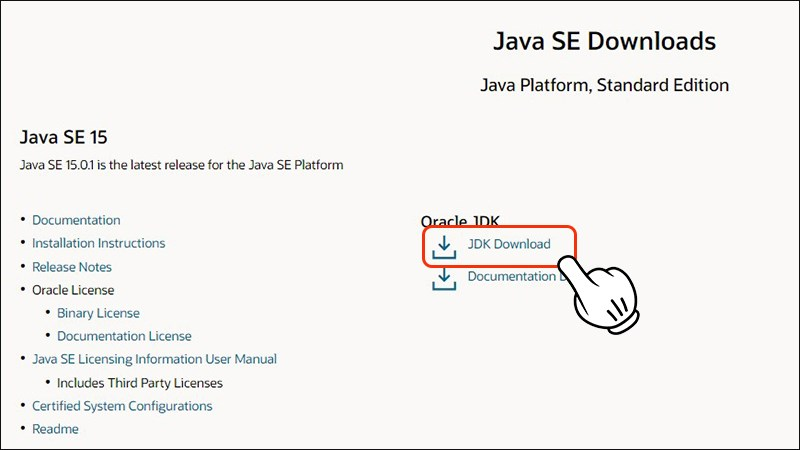 Java SE Downloads
Java Platform, Standard Edition
Java SE 15
Java SE 15.0.1 is the latest release for the Java SE Platform
Documentation
Installation Instructions
Release Notes
Oracle License
Binary License
Documentation License
Java SE Licensing Information User Manual
Includes Third Party Licenses
Certified System Configurations
Readme
Oracle JDK
JDK Download
Documentation